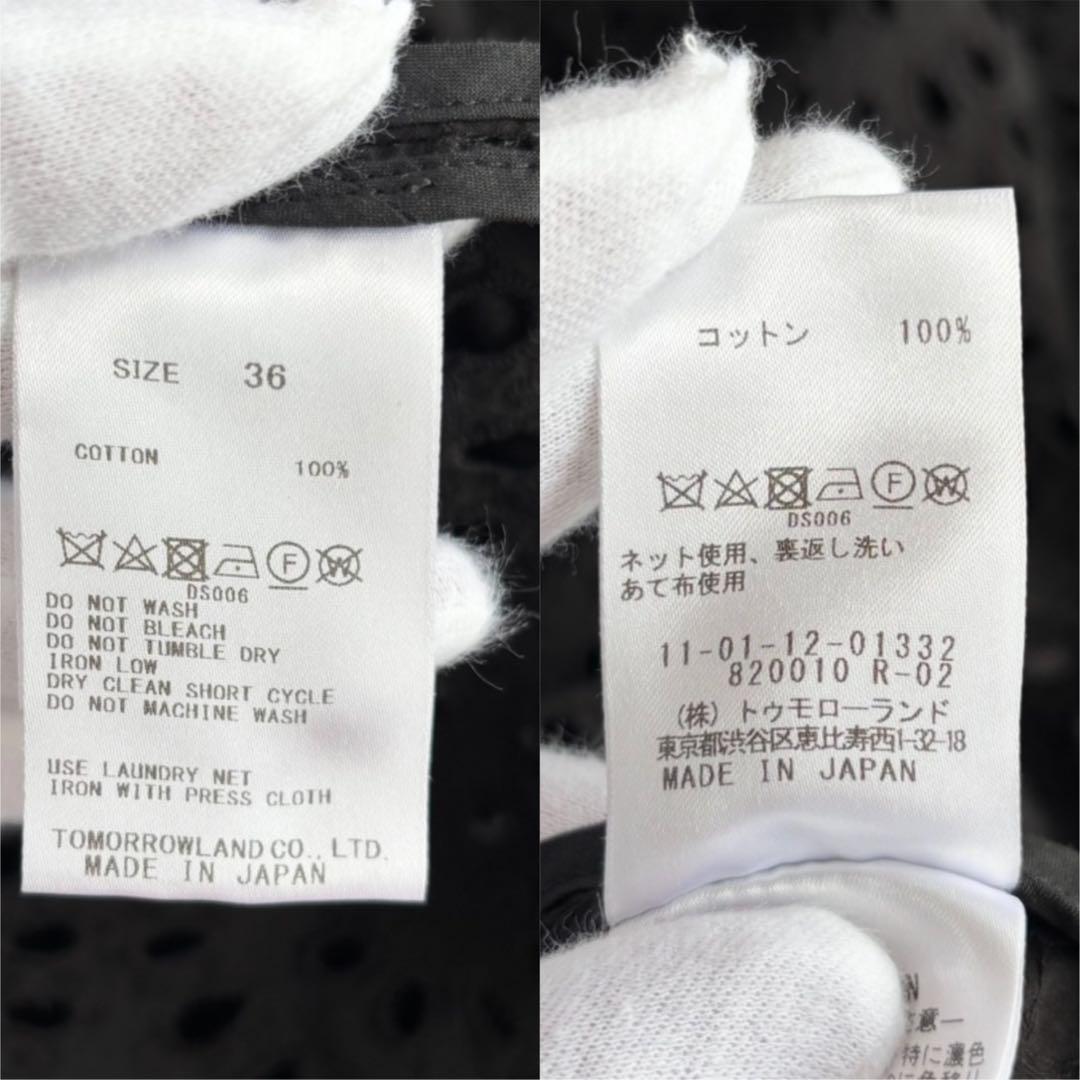 SIZE 36
COTTON 100%
DS006
DO NOT WASH
DO NOT BLEACH
DO NOT TUMBLE DRY
IRON LOW
DRY CLEAN SHORT CYCLE
DO NOT MACHINE WASH
USE LAUNDRY NET
IRON WITH PRESS CLOTH
TOMORROWLAND CO., LTD.
MADE IN JAPAN
コットン 100%
F W
DS006
ネット使用、裏返し洗い
あて布使用
11-01-12-01332
820010 R-02
(株)トゥモローランド
東京都渋谷区恵比寿西1-32-18
MADE IN JAPAN
特に濃色